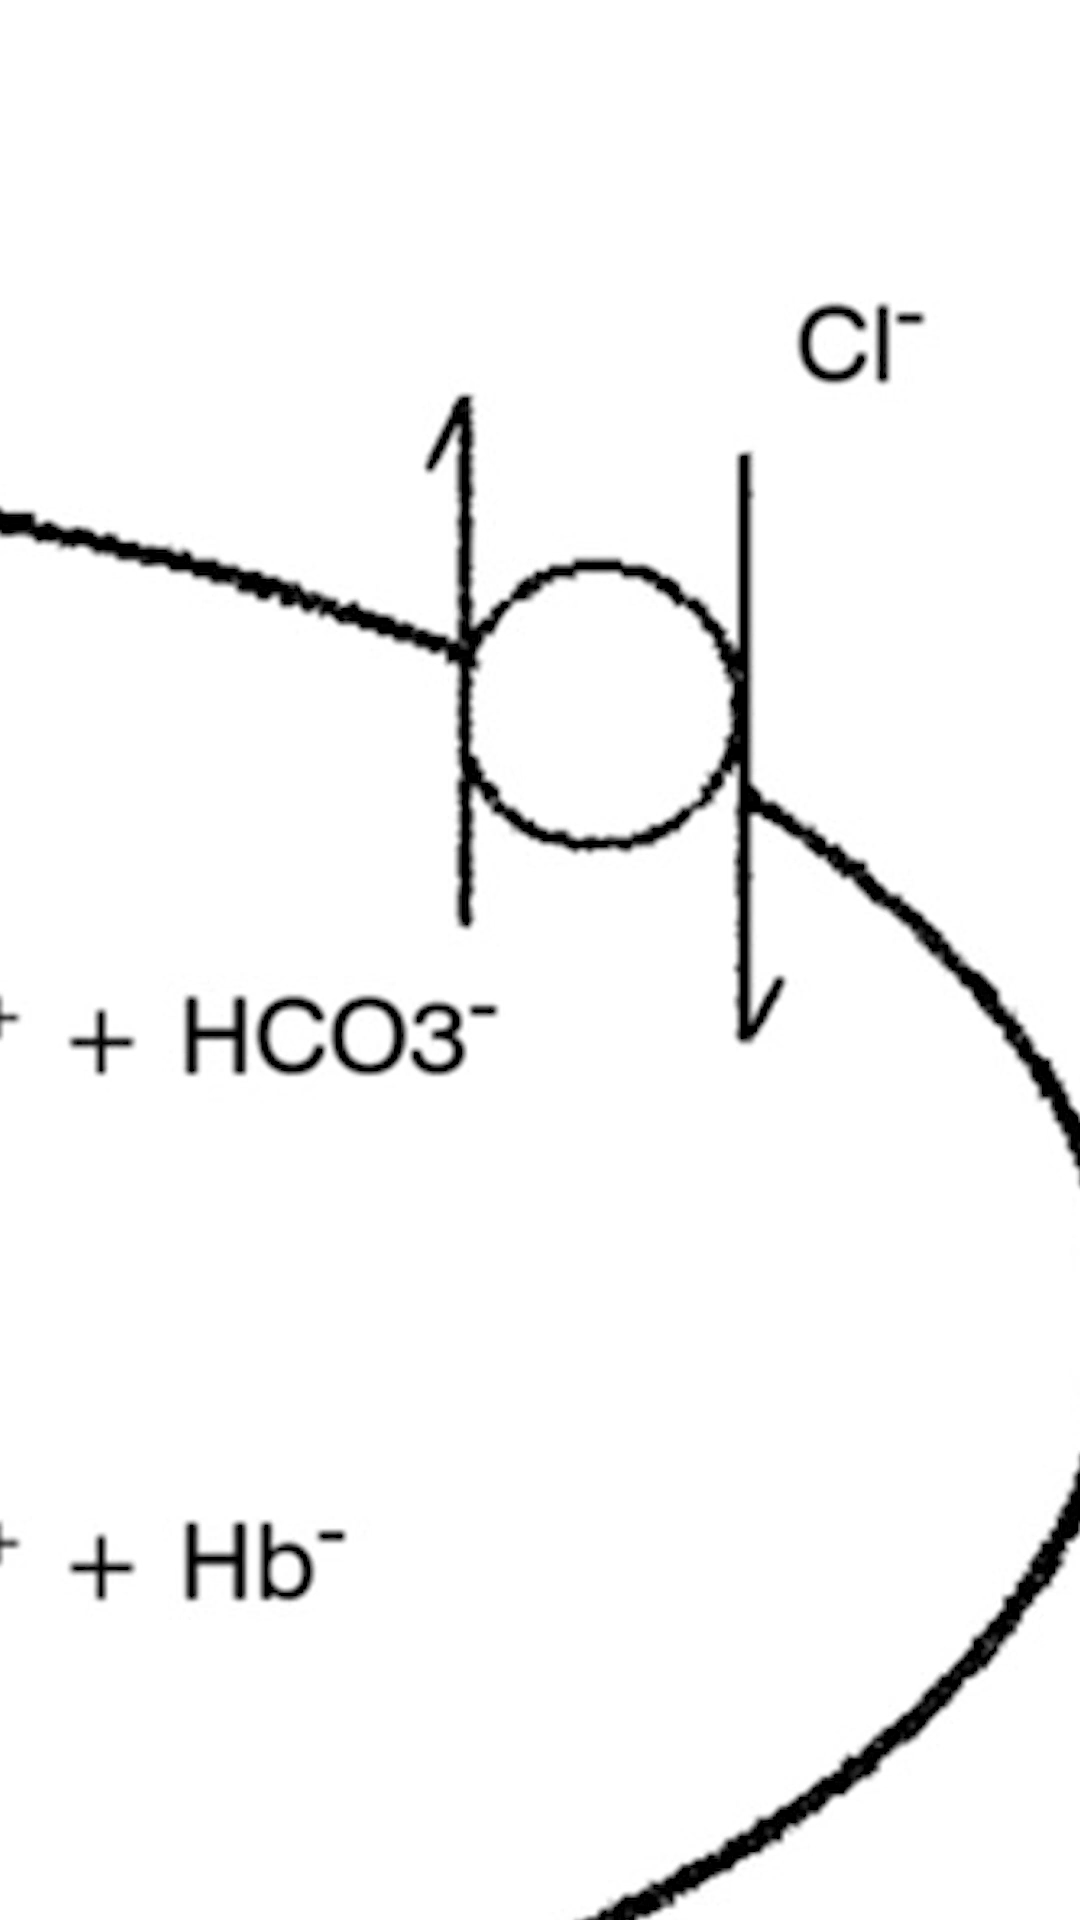 Cl⁻
⁺ + HCO3⁻
⁺ + Hb⁻